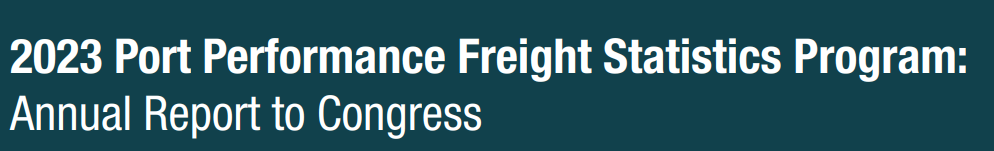 2023 Port Performance Freight Statistics Program:
Annual Report to Congress